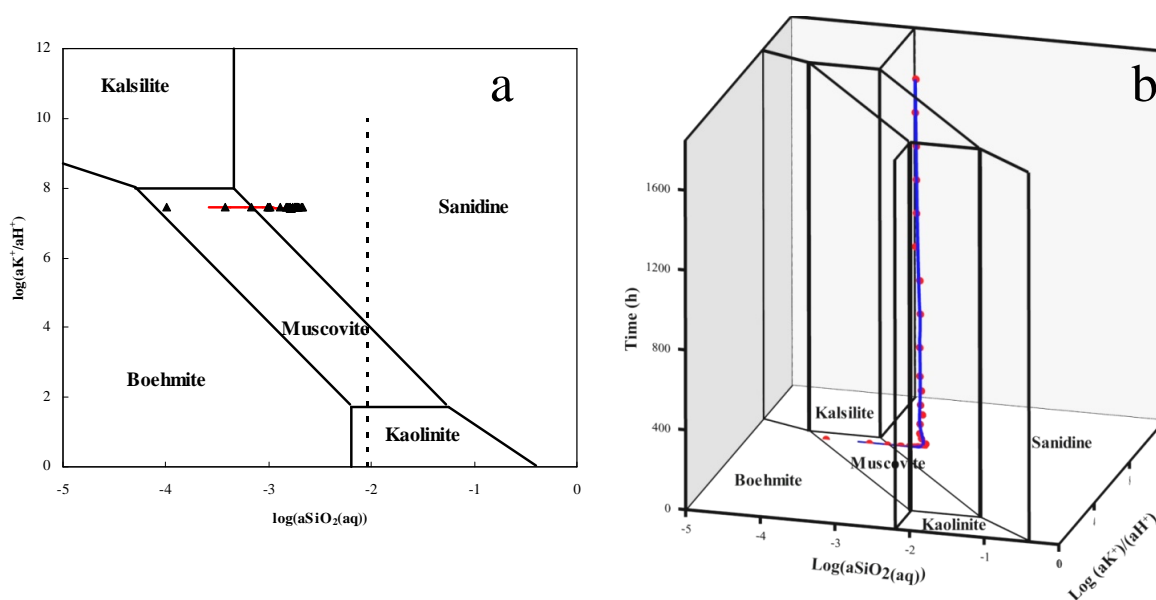 a
12
10
8
6
4
2
0
log(aK⁺/aH⁺)
Kalsilite
Sanidine
Muscovite
Boehmite
Kaolinite
-5
-4
-3
-2
-1
0
log(aSiO₂(aq))
b
1600
1200
800
400
0
Time (h)
Kalsilite
Sanidine
Muscovite
Boehmite
Kaolinite
-5
-4
-3
-2
-1
0
Log(aSiO2(aq))
Log (aK⁺)/(aH⁺)